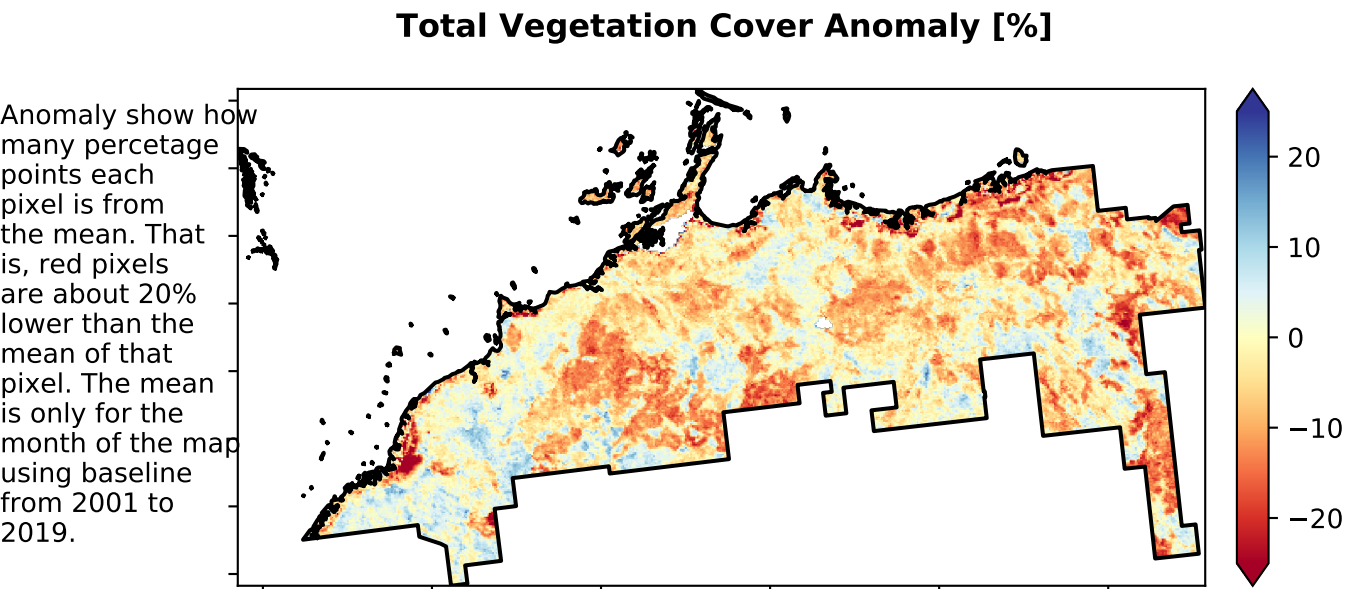 Total Vegetation Cover Anomaly [%]
Anomaly show how
many percetage
points each
pixel is from
the mean. That
is, red pixels
are about 20%
lower than the
mean of that
pixel. The mean
is only for the
month of the map
using baseline
from 2001 to
2019.
20
10
0
−10
−20